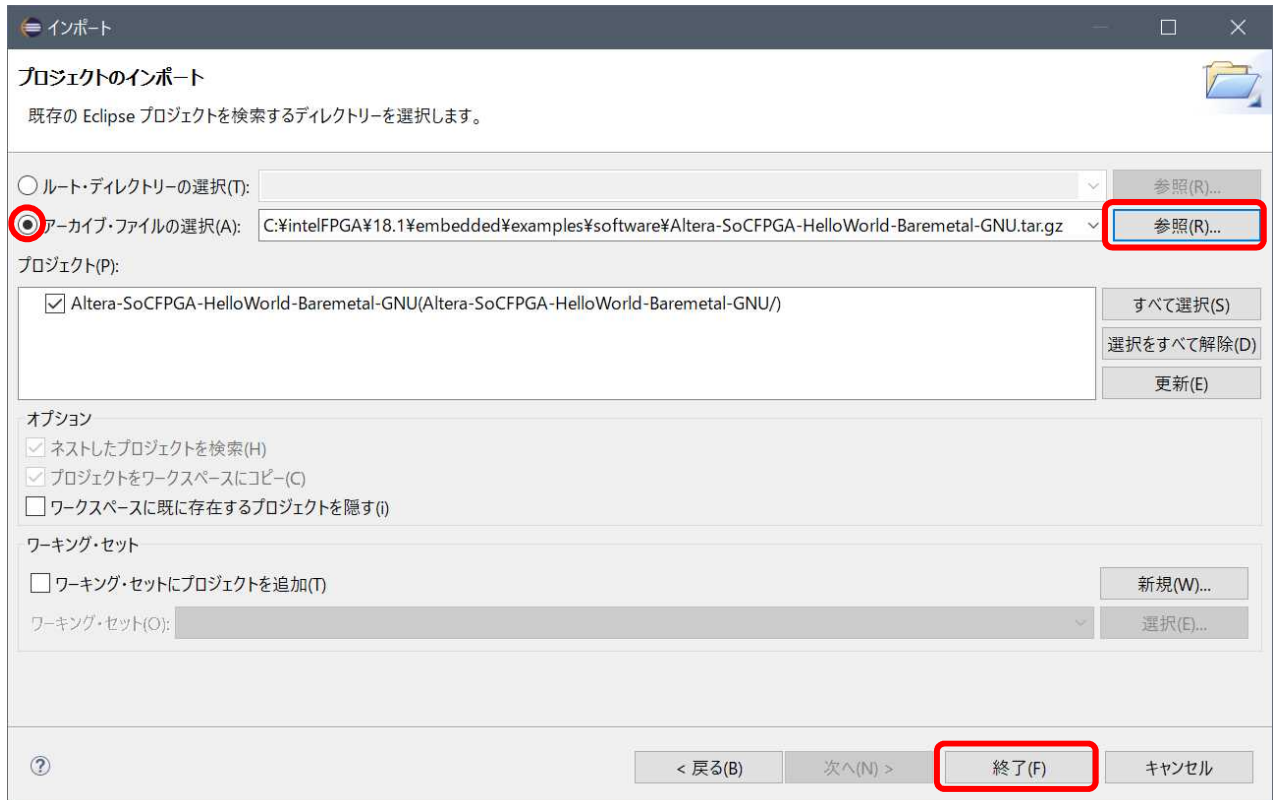 インポート
プロジェクトのインポート
既存の Eclipse プロジェクトを検索するディレクトリーを選択します。
ルート・ディレクトリーの選択(T): 参照(R)...
アーカイブ・ファイルの選択(A): C:¥intelFPGA¥18.1¥embedded¥examples¥software¥Altera-SoCFPGA-HelloWorld-Baremetal-GNU.tar.gz 参照(R)...
プロジェクト(P):
Altera-SoCFPGA-HelloWorld-Baremetal-GNU(Altera-SoCFPGA-HelloWorld-Baremetal-GNU/) すべて選択(S)
選択をすべて解除(D)
更新(E)
オプション
ネストしたプロジェクトを検索(H)
プロジェクトをワークスペースにコピー(C)
ワークスペースに既に存在するプロジェクトを隠す(i)
ワーキング・セット
ワーキング・セットにプロジェクトを追加(T) 新規(W)...
ワーキング・セット(O): 選択(E)...
? < 戻る(B) 次へ(N) > 終了(F) キャンセル